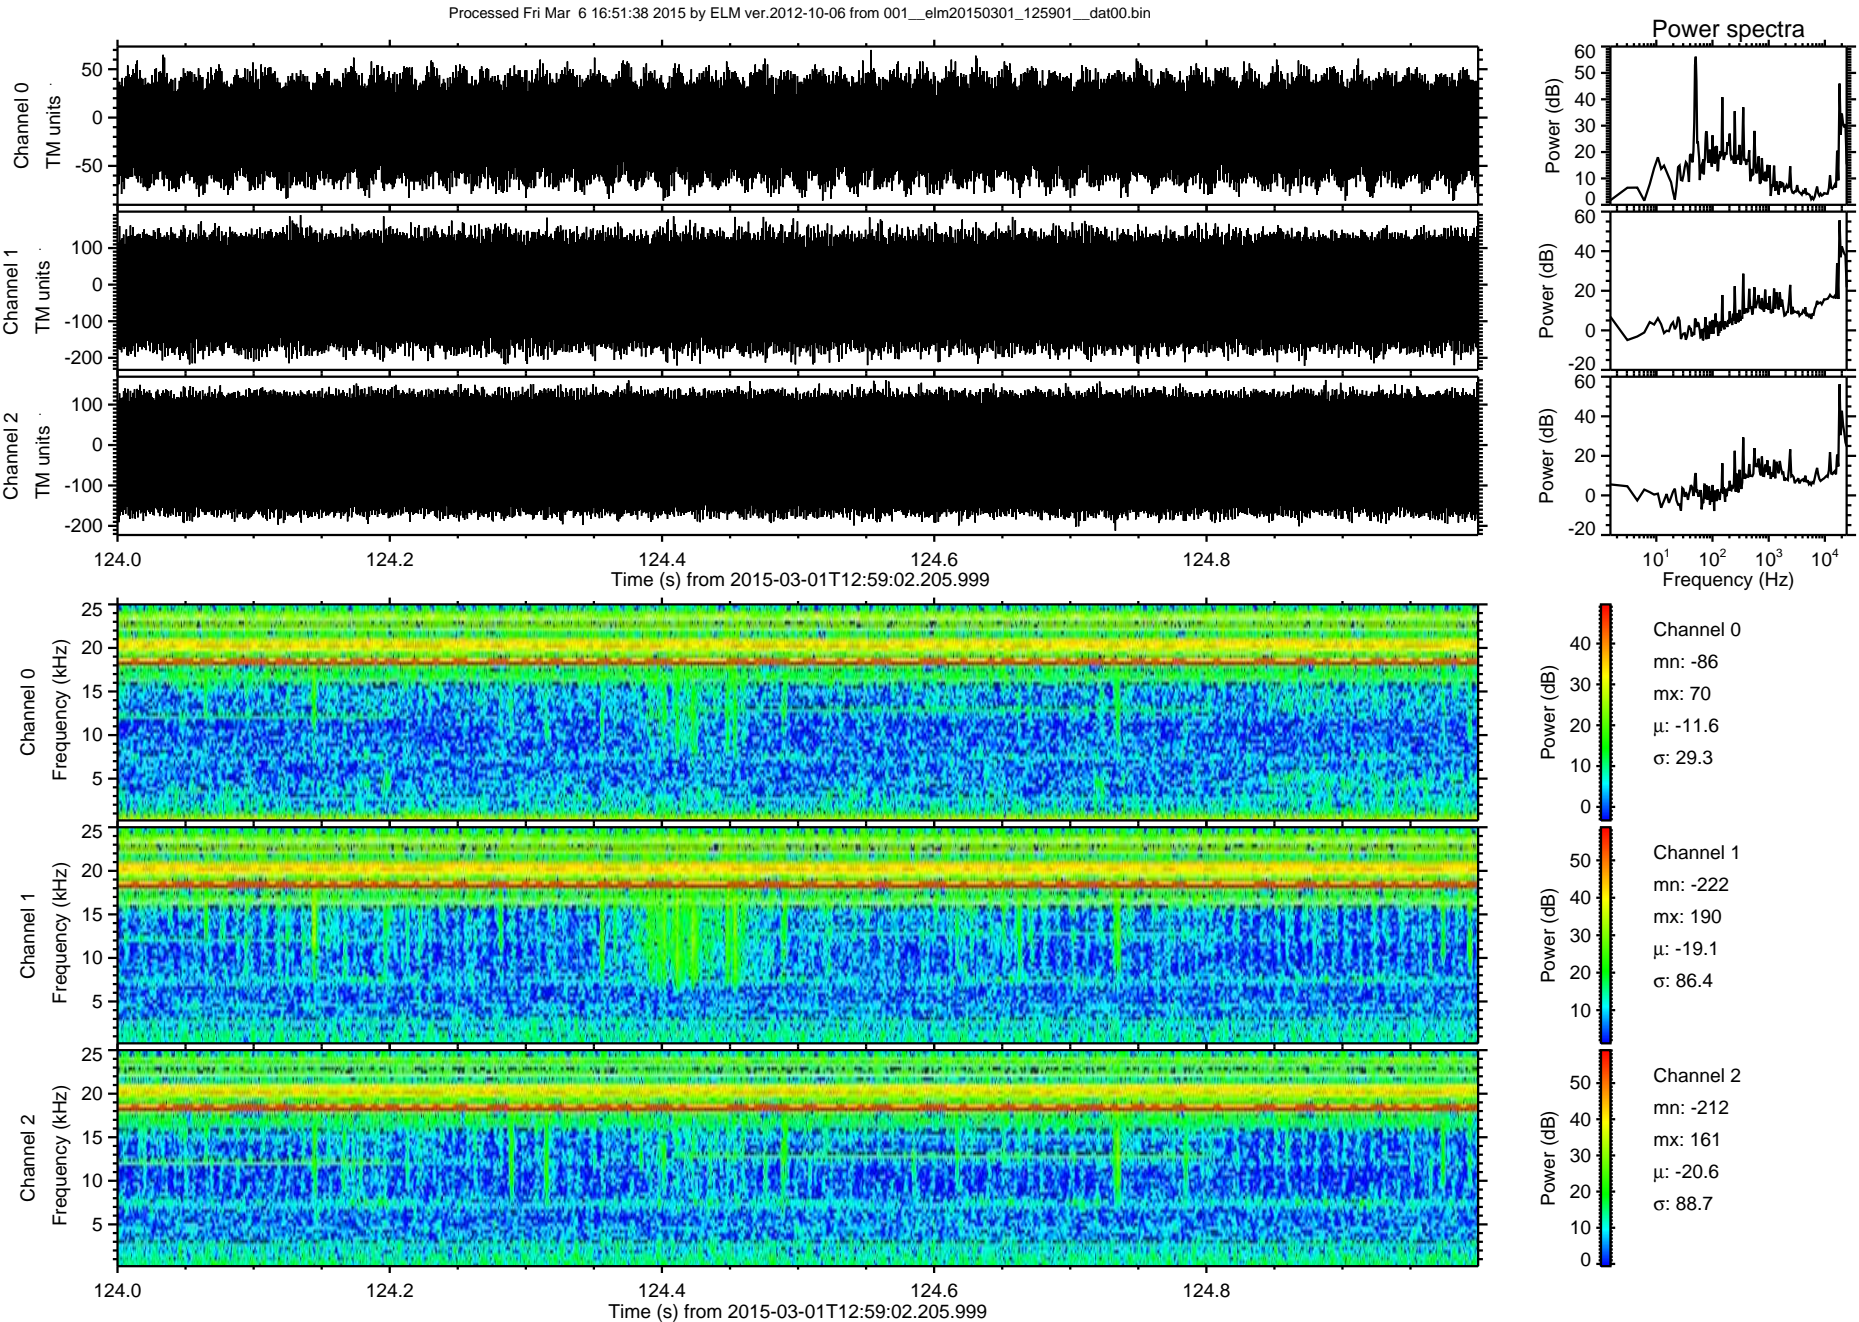 Processed Fri Mar 6 16:51:38 2015 by ELM ver.2012-10-06 from 001__elm20150301_125901__dat00.bin
Power spectra
Channel 0
TM units
50
0
-50
Power (dB)
60
50
40
30
20
10
0
Channel 1
TM units
100
0
-100
-200
Power (dB)
60
40
20
0
-20
Channel 2
TM units
100
0
-100
-200
Power (dB)
60
40
20
0
-20
124.0 124.2 124.4 124.6 124.8
Time (s) from 2015-03-01T12:59:02.205.999
10¹ 10² 10³ 10⁴
Frequency (Hz)
Channel 0
Frequency (kHz)
25
20
15
10
5
Power (dB)
40
30
20
10
0
Channel 0
mn: -86
mx: 70
μ: -11.6
σ: 29.3
Channel 1
Frequency (kHz)
25
20
15
10
5
Power (dB)
50
40
30
20
10
Channel 1
mn: -222
mx: 190
μ: -19.1
σ: 86.4
Channel 2
Frequency (kHz)
25
20
15
10
5
Power (dB)
50
40
30
20
10
0
Channel 2
mn: -212
mx: 161
μ: -20.6
σ: 88.7
124.0 124.2 124.4 124.6 124.8
Time (s) from 2015-03-01T12:59:02.205.999